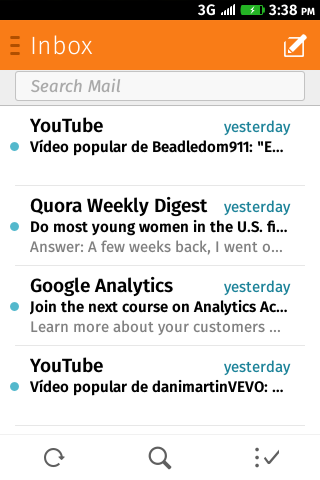 3G 3:38 PM
Inbox
Search Mail
YouTube yesterday
Vídeo popular de Beadledom911: "E...
Quora Weekly Digest yesterday
Do most young women in the U.S. fi...
Answer: A few weeks back, I went o...
Google Analytics yesterday
Join the next course on Analytics Ac...
Learn more about your customers ...
YouTube yesterday
Vídeo popular de danimartinVEVO: ...